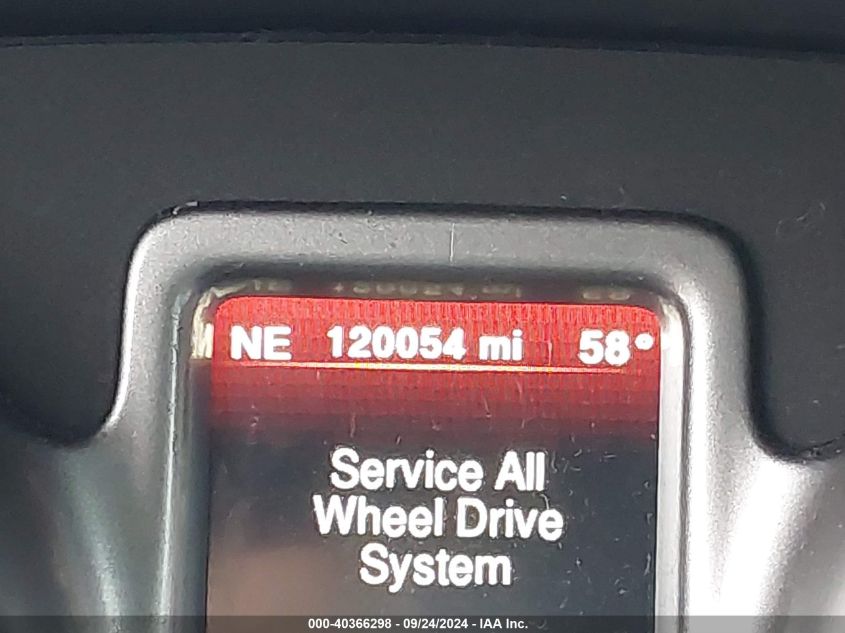 NE 120054 mi 58°
Service All
Wheel Drive
System
000-40366298 - 09/24/2024 - IAA Inc.